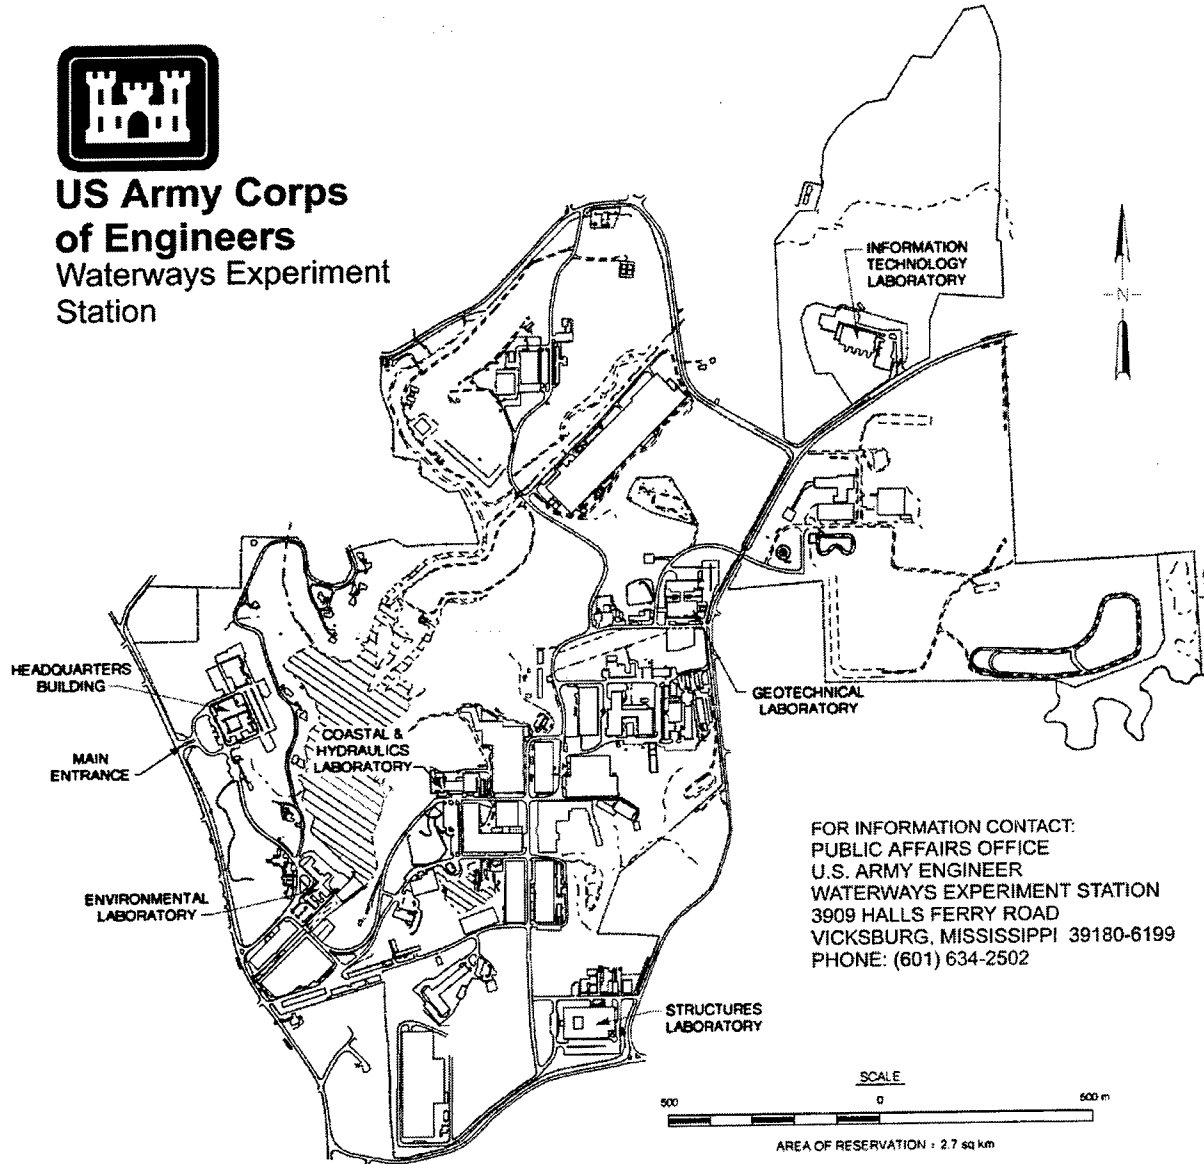 US Army Corps
of Engineers
Waterways Experiment
Station
INFORMATION
TECHNOLOGY
LABORATORY
N
HEADQUARTERS
BUILDING
MAIN
ENTRANCE
COASTAL &
HYDRAULICS
LABORATORY
GEOTECHNICAL
LABORATORY
ENVIRONMENTAL
LABORATORY
FOR INFORMATION CONTACT:
PUBLIC AFFAIRS OFFICE
U.S. ARMY ENGINEER
WATERWAYS EXPERIMENT STATION
3909 HALLS FERRY ROAD
VICKSBURG, MISSISSIPPI 39180-6199
PHONE: (601) 634-2502
STRUCTURES
LABORATORY
SCALE
500 0 500 m
AREA OF RESERVATION : 2.7 sq km